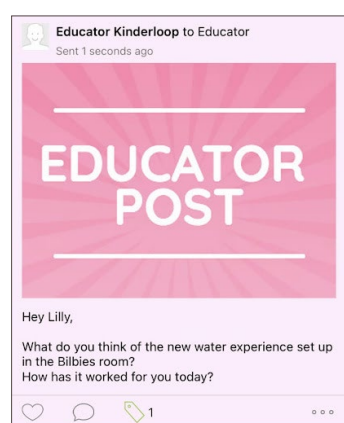 Educator Kinderloop to Educator
Sent 1 seconds ago
EDUCATOR
POST
Hey Lilly,
What do you think of the new water experience set up
in the Bilbies room?
How has it worked for you today?
1